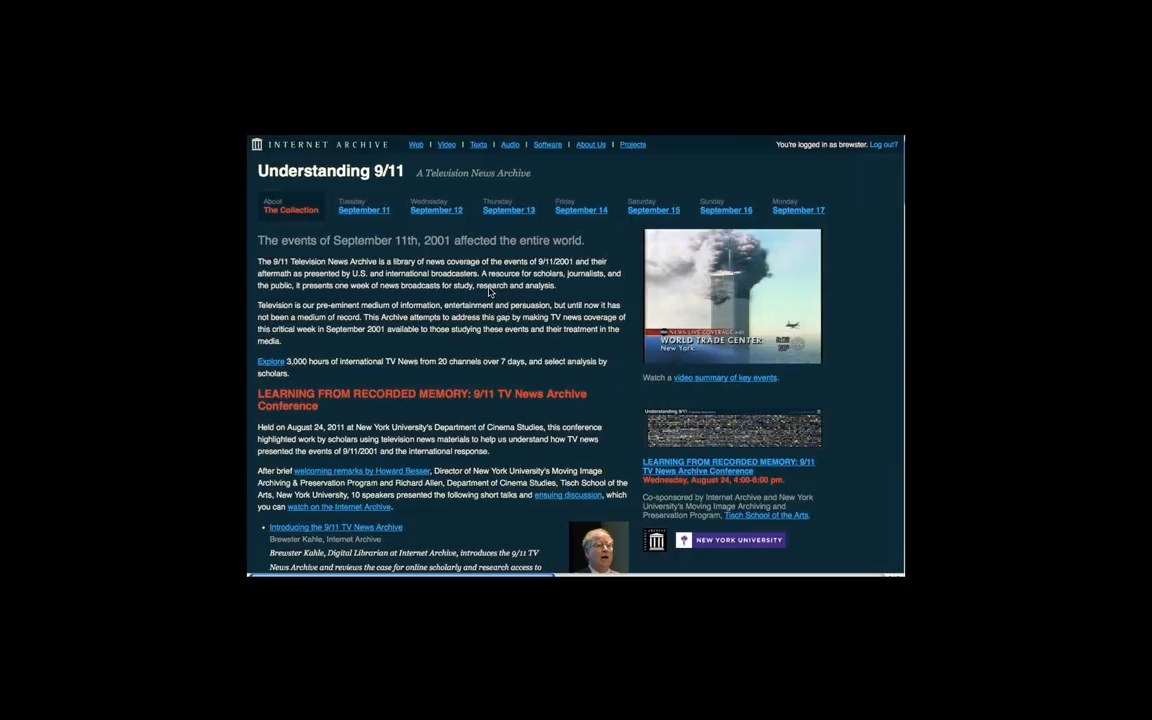 INTERNET ARCHIVE
Web | Video | Texts | Audio | Software | About Us | Projects
You're logged in as brewster. Log out?
Understanding 9/11 A Television News Archive
About
The Collection
Tuesday
September 11
Wednesday
September 12
Thursday
September 13
Friday
September 14
Saturday
September 15
Sunday
September 16
Monday
September 17
The events of September 11th, 2001 affected the entire world.
The 9/11 Television News Archive is a library of news coverage of the events of 9/11/2001 and their
aftermath as presented by U.S. and international broadcasters. A resource for scholars, journalists, and
the public, it presents one week of news broadcasts for study, research and analysis.
Television is our pre-eminent medium of information, entertainment and persuasion, but until now it has
not been a medium of record. This Archive attempts to address this gap by making TV news coverage of
this critical week in September 2001 available to those studying these events and their treatment in the
media.
Explore 3,000 hours of international TV News from 20 channels over 7 days, and select analysis by
scholars.
LEARNING FROM RECORDED MEMORY: 9/11 TV News Archive
Conference
Held on August 24, 2011 at New York University's Department of Cinema Studies, this conference
highlighted work by scholars using television news materials to help us understand how TV news
presented the events of 9/11/2001 and the international response.
After brief welcoming remarks by Howard Besser, Director of New York University's Moving Image
Archiving & Preservation Program and Richard Allen, Department of Cinema Studies, Tisch School of the
Arts, New York University, 10 speakers presented the following short talks and ensuing discussion, which
you can watch on the Internet Archive.
• Introducing the 9/11 TV News Archive
Brewster Kahle, Internet Archive
Brewster Kahle, Digital Librarian at Internet Archive, introduces the 9/11 TV
News Archive and reviews the case for online scholarly and research access to
abc NEWS LIVE COVERAGE
WORLD TRADE CENTER
New York
Watch a video summary of key events.
Understanding 9/11
LEARNING FROM RECORDED MEMORY: 9/11
TV News Archive Conference
Wednesday, August 24, 4:00-6:00 pm.
Co-sponsored by Internet Archive and New York
University's Moving Image Archiving and
Preservation Program, Tisch School of the Arts.
NEW YORK UNIVERSITY